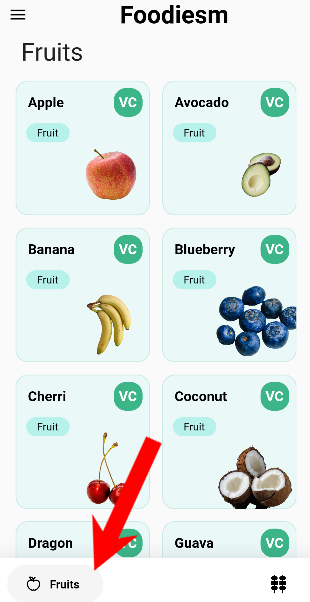 Foodiesm
Fruits
Apple
VC
Fruit
Avocado
VC
Fruit
Banana
VC
Fruit
Blueberry
VC
Fruit
Cherri
VC
Fruit
Coconut
VC
Fruit
Dragon
VC
Guava
VC
Fruits